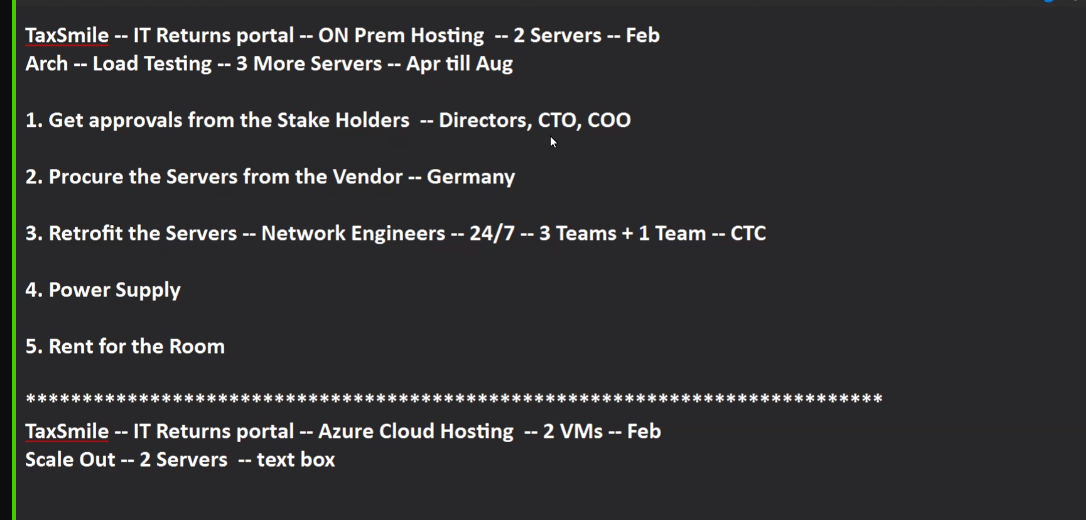 TaxSmile -- IT Returns portal -- ON Prem Hosting  -- 2 Servers -- Feb
Arch -- Load Testing -- 3 More Servers -- Apr till Aug
1. Get approvals from the Stake Holders  -- Directors, CTO, COO
2. Procure the Servers from the Vendor -- Germany
3. Retrofit the Servers -- Network Engineers -- 24/7 -- 3 Teams + 1 Team -- CTC
4. Power Supply
5. Rent for the Room
****************************************************************************
TaxSmile -- IT Returns portal -- Azure Cloud Hosting  -- 2 VMs -- Feb
Scale Out -- 2 Servers  -- text box